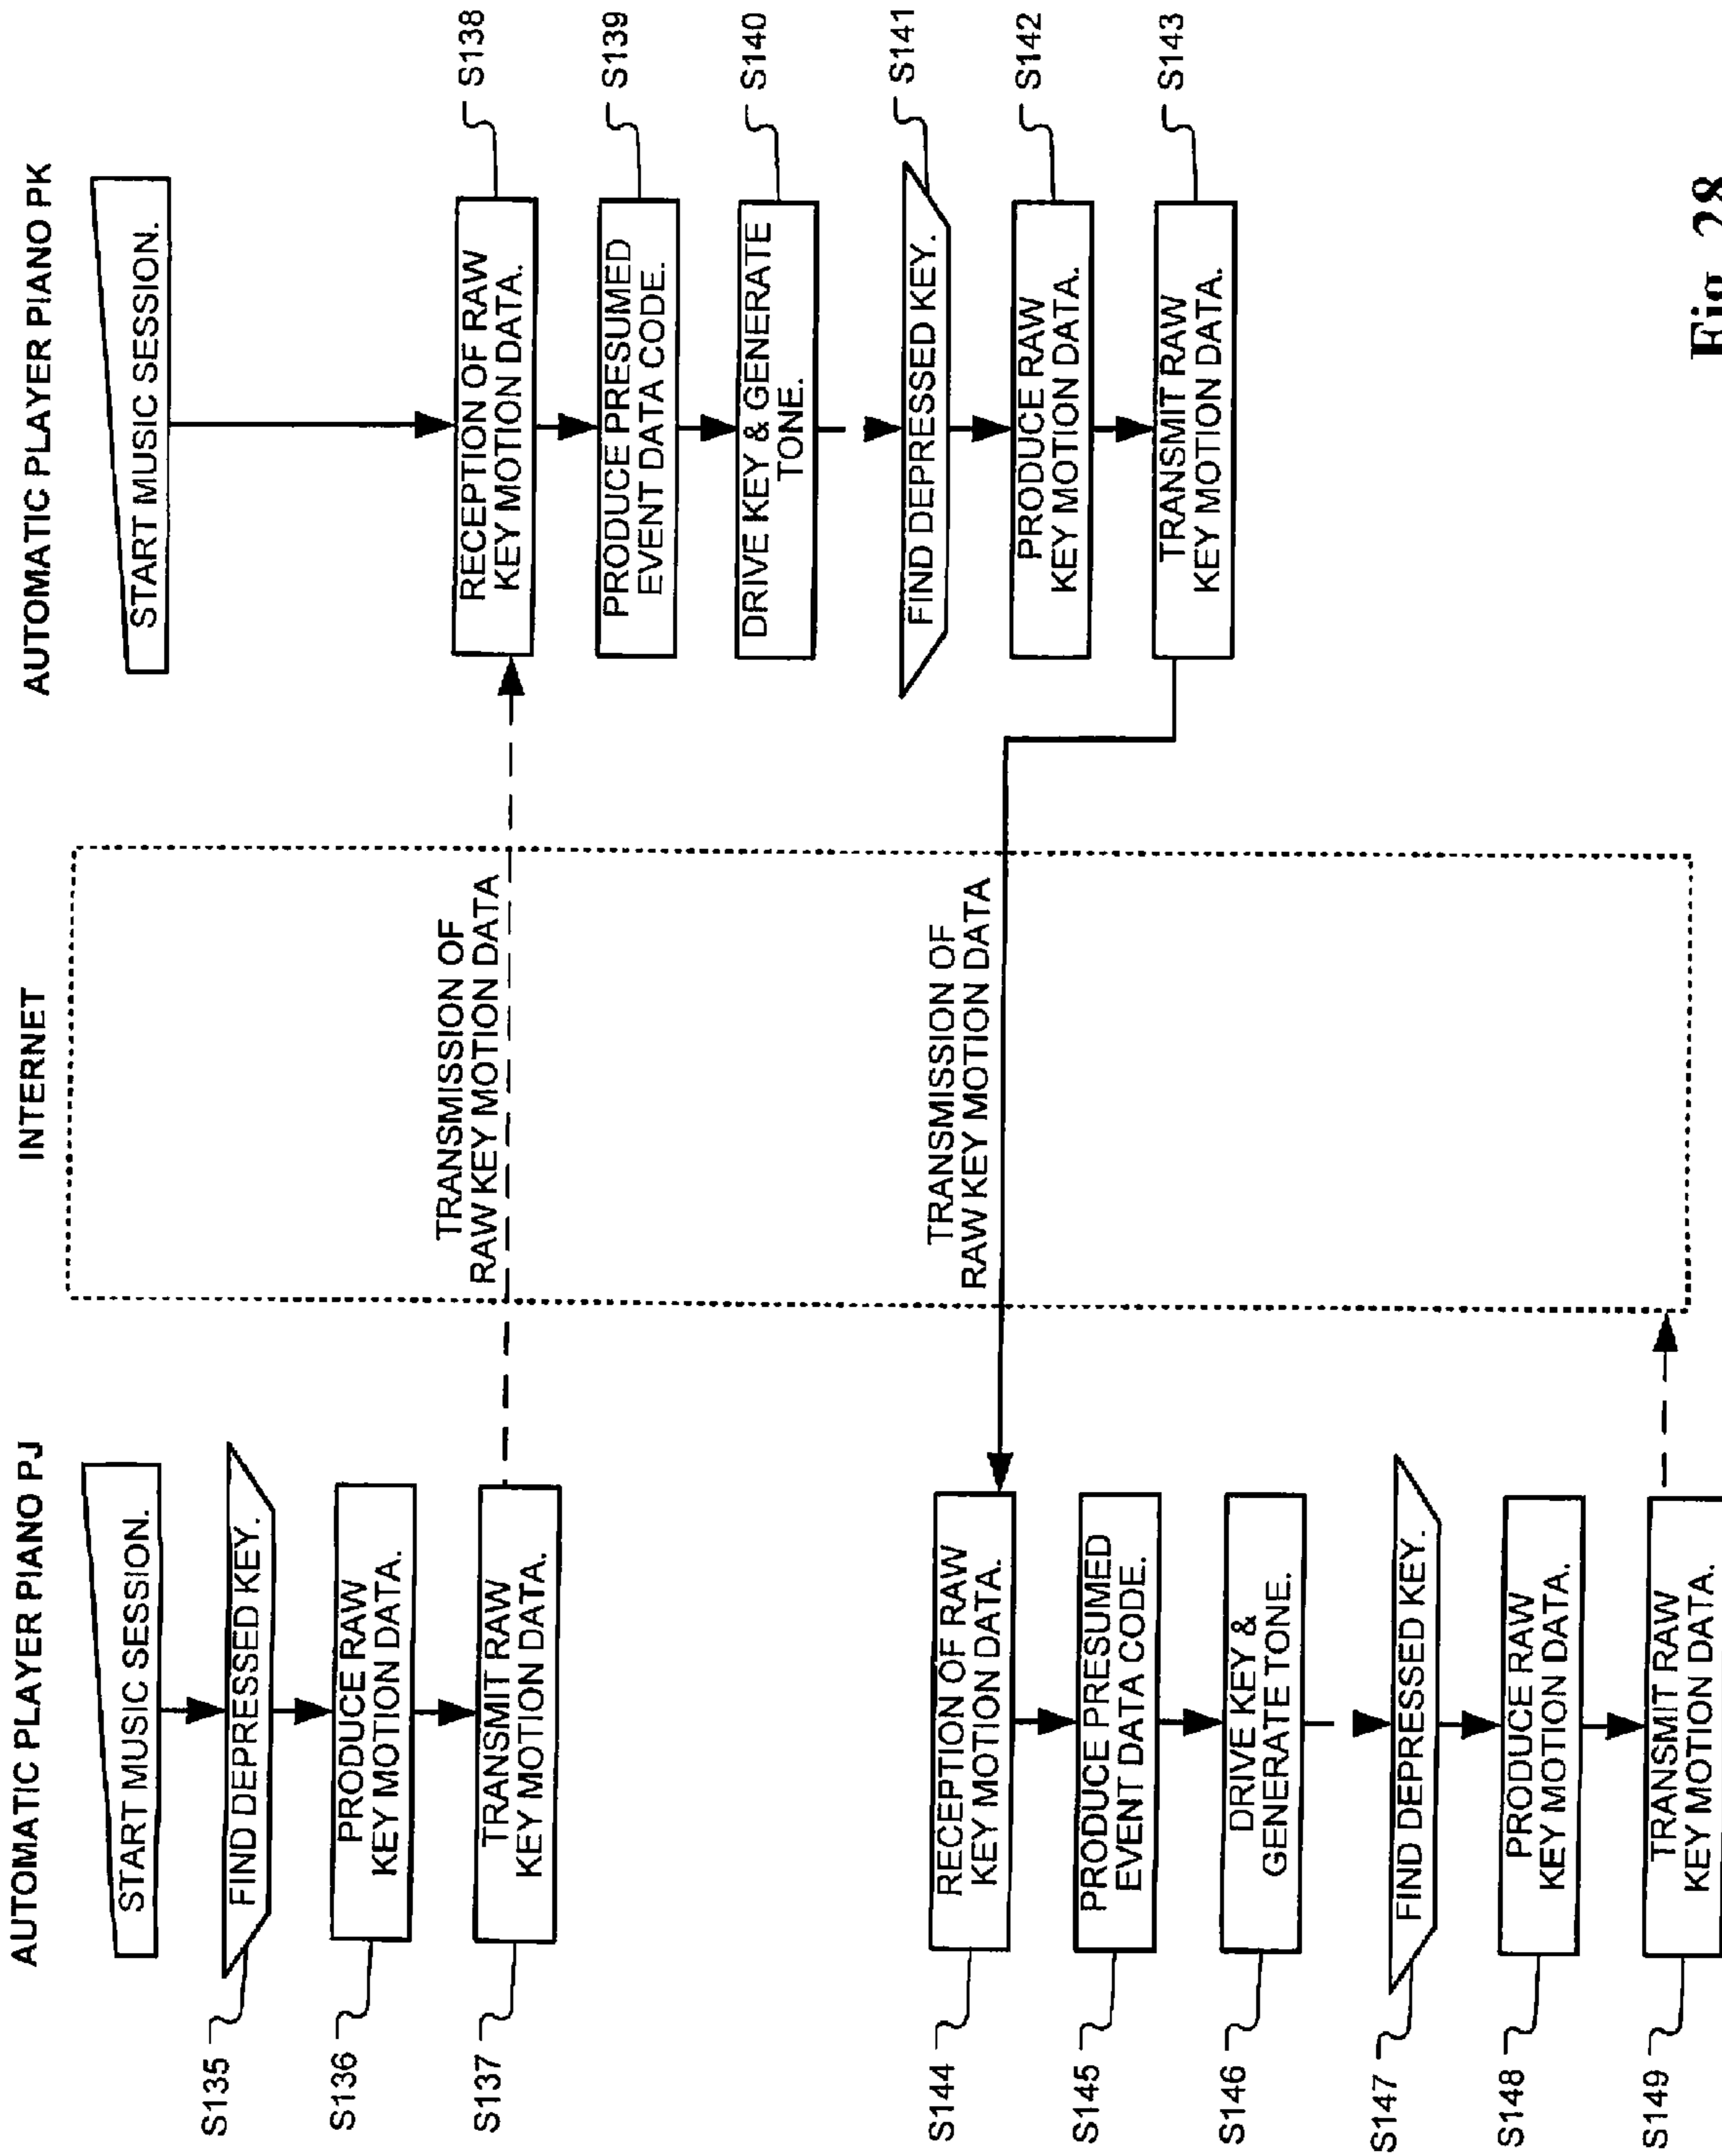 AUTOMATIC PLAYER PIANO PJ
INTERNET
AUTOMATIC PLAYER PIANO PK
START MUSIC SESSION.
S135
FIND DEPRESSED KEY.
S136
PRODUCE RAW
KEY MOTION DATA.
S137
TRANSMIT RAW
KEY MOTION DATA.
TRANSMISSION OF
RAW KEY MOTION DATA
START MUSIC SESSION.
RECEPTION OF RAW
KEY MOTION DATA.
S138
PRODUCE PRESUMED
EVENT DATA CODE.
S139
DRIVE KEY & GENERATE
TONE.
S140
FIND DEPRESSED KEY.
S141
PRODUCE RAW
KEY MOTION DATA.
S142
TRANSMIT RAW
KEY MOTION DATA.
S143
TRANSMISSION OF
RAW KEY MOTION DATA
S144
RECEPTION OF RAW
KEY MOTION DATA.
S145
PRODUCE PRESUMED
EVENT DATA CODE.
S146
DRIVE KEY &
GENERATE TONE.
S147
FIND DEPRESSED KEY.
S148
PRODUCE RAW
KEY MOTION DATA.
S149
TRANSMIT RAW
KEY MOTION DATA.
Fig. 28